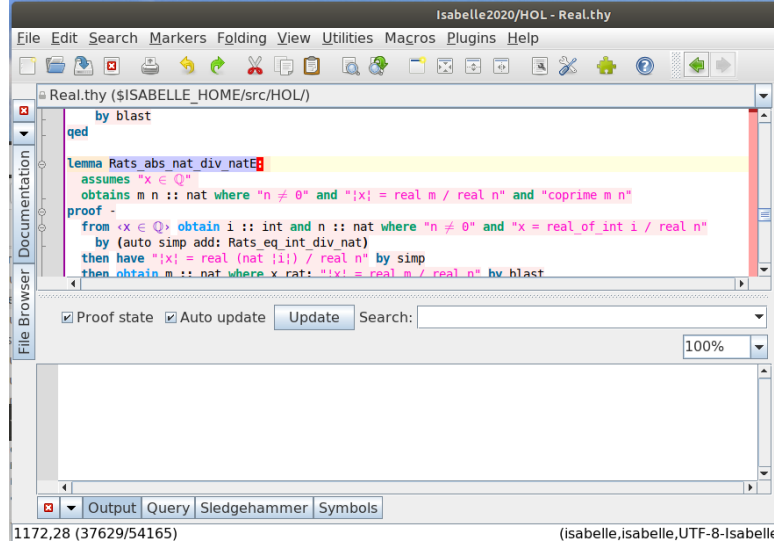 Isabelle2020/HOL - Real.thy
File Edit Search Markers Folding View Utilities Macros Plugins Help
Real.thy ($ISABELLE_HOME/src/HOL/)
by blast
qed
lemma Rats_abs_nat_div_natE:
assumes "x ∈ ℚ"
obtains m n :: nat where "n ≠ 0" and "¦x¦ = real m / real n" and "coprime m n"
proof -
from ‹x ∈ ℚ› obtain i :: int and n :: nat where "n ≠ 0" and "x = real_of_int i / real n"
by (auto simp add: Rats_eq_int_div_nat)
then have "¦x¦ = real (nat ¦i¦) / real n" by simp
then obtain m :: nat where x_rat: "¦x¦ = real m / real n" by blast
Documentation
File Browser
Proof state Auto update Update Search:
100%
Output Query Sledgehammer Symbols
1172,28 (37629/54165) (isabelle,isabelle,UTF-8-Isabelle